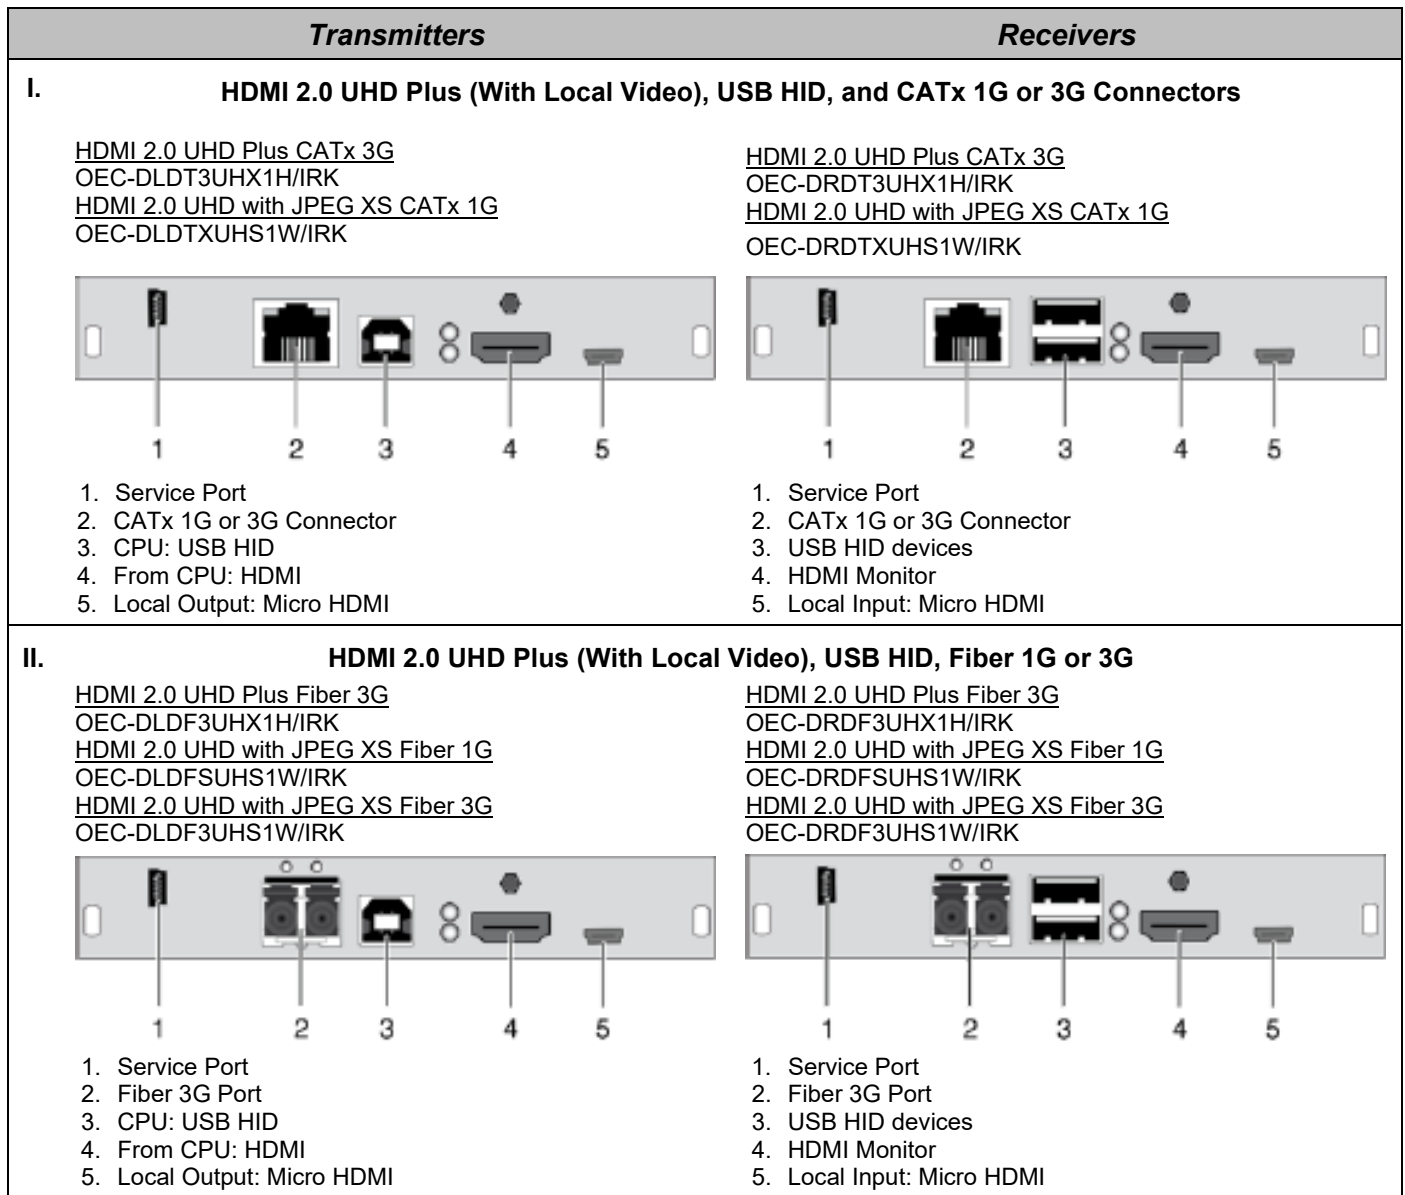 Transmitters Receivers
I. HDMI 2.0 UHD Plus (With Local Video), USB HID, and CATx 1G or 3G Connectors
HDMI 2.0 UHD Plus CATx 3G
OEC-DLDT3UHX1H/IRK
HDMI 2.0 UHD with JPEG XS CATx 1G
OEC-DLDTXUHS1W/IRK
1 2 3 4 5
1. Service Port
2. CATx 1G or 3G Connector
3. CPU: USB HID
4. From CPU: HDMI
5. Local Output: Micro HDMI
HDMI 2.0 UHD Plus CATx 3G
OEC-DRDT3UHX1H/IRK
HDMI 2.0 UHD with JPEG XS CATx 1G
OEC-DRDTXUHS1W/IRK
1 2 3 4 5
1. Service Port
2. CATx 1G or 3G Connector
3. USB HID devices
4. HDMI Monitor
5. Local Input: Micro HDMI
II. HDMI 2.0 UHD Plus (With Local Video), USB HID, Fiber 1G or 3G
HDMI 2.0 UHD Plus Fiber 3G
OEC-DLDF3UHX1H/IRK
HDMI 2.0 UHD with JPEG XS Fiber 1G
OEC-DLDFSUHS1W/IRK
HDMI 2.0 UHD with JPEG XS Fiber 3G
OEC-DLDF3UHS1W/IRK
1 2 3 4 5
1. Service Port
2. Fiber 3G Port
3. CPU: USB HID
4. From CPU: HDMI
5. Local Output: Micro HDMI
HDMI 2.0 UHD Plus Fiber 3G
OEC-DRDF3UHX1H/IRK
HDMI 2.0 UHD with JPEG XS Fiber 1G
OEC-DRDFSUHS1W/IRK
HDMI 2.0 UHD with JPEG XS Fiber 3G
OEC-DRDF3UHS1W/IRK
1 2 3 4 5
1. Service Port
2. Fiber 3G Port
3. USB HID devices
4. HDMI Monitor
5. Local Input: Micro HDMI